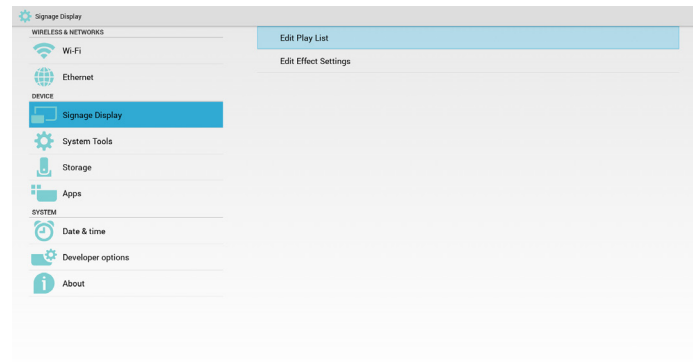 Signage Display
WIRELESS & NETWORKS
Wi-Fi
Ethernet
DEVICE
Signage Display
System Tools
Storage
Apps
SYSTEM
Date & time
Developer options
About
Edit Play List
Edit Effect Settings